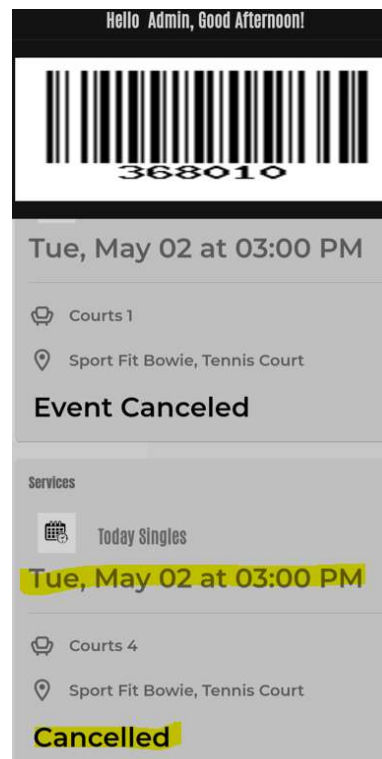 Hello Admin, Good Afternoon!
368010
Tue, May 02 at 03:00 PM
Courts 1
Sport Fit Bowie, Tennis Court
Event Canceled
Services
Today Singles
Tue, May 02 at 03:00 PM
Courts 4
Sport Fit Bowie, Tennis Court
Cancelled